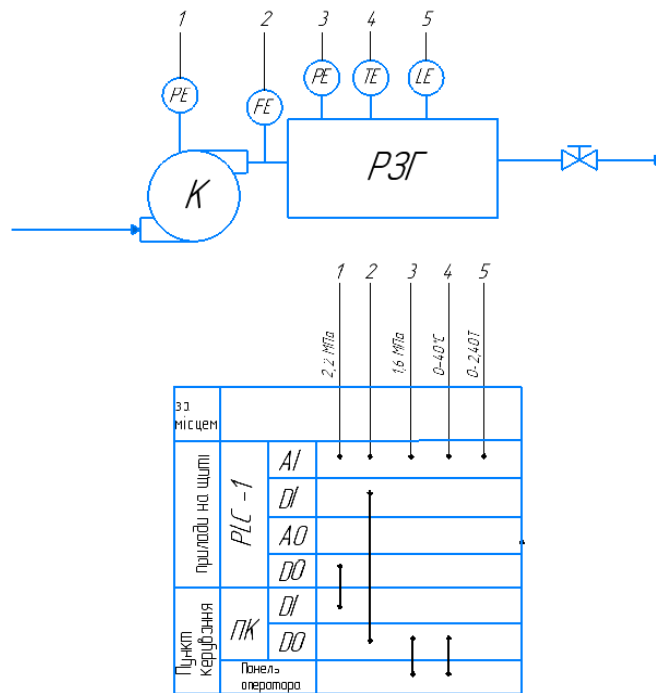 1 2 3 4 5
PE FE PE TE LE
К РЗГ
1 2 3 4 5
2,2 МПа 1,6 МПа 0-40°C 0-2,40Т
за
місцем
Прилади на щиті
PLC -1
AI
DI
AO
DO
Пункт
керування
ПК
DI
DO
Панель
оператора